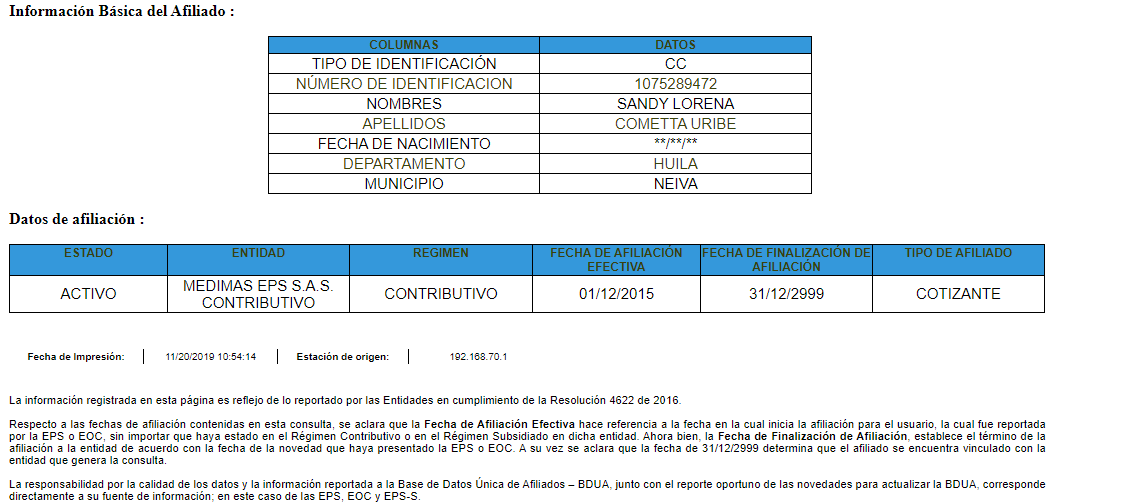 Información Básica del Afiliado :
COLUMNAS DATOS
TIPO DE IDENTIFICACIÓN CC
NÚMERO DE IDENTIFICACION 1075289472
NOMBRES SANDY LORENA
APELLIDOS COMETTA URIBE
FECHA DE NACIMIENTO **/**/**
DEPARTAMENTO HUILA
MUNICIPIO NEIVA
Datos de afiliación :
ESTADO ENTIDAD REGIMEN FECHA DE AFILIACIÓN EFECTIVA FECHA DE FINALIZACIÓN DE AFILIACIÓN TIPO DE AFILIADO
ACTIVO MEDIMAS EPS S.A.S. CONTRIBUTIVO CONTRIBUTIVO 01/12/2015 31/12/2999 COTIZANTE
Fecha de Impresión: 11/20/2019 10:54:14 Estación de origen: 192.168.70.1
La información registrada en esta página es reflejo de lo reportado por las Entidades en cumplimiento de la Resolución 4622 de 2016.
Respecto a las fechas de afiliación contenidas en esta consulta, se aclara que la Fecha de Afiliación Efectiva hace referencia a la fecha en la cual inicia la afiliación para el usuario, la cual fue reportada
por la EPS o EOC, sin importar que haya estado en el Régimen Contributivo o en el Régimen Subsidiado en dicha entidad. Ahora bien, la Fecha de Finalización de Afiliación, establece el término de la
afiliación a la entidad de acuerdo con la fecha de la novedad que haya presentado la EPS o EOC. A su vez se aclara que la fecha de 31/12/2999 determina que el afiliado se encuentra vinculado con la
entidad que genera la consulta.
La responsabilidad por la calidad de los datos y la información reportada a la Base de Datos Única de Afiliados – BDUA, junto con el reporte oportuno de las novedades para actualizar la BDUA, corresponde
directamente a su fuente de información; en este caso de las EPS, EOC y EPS-S.